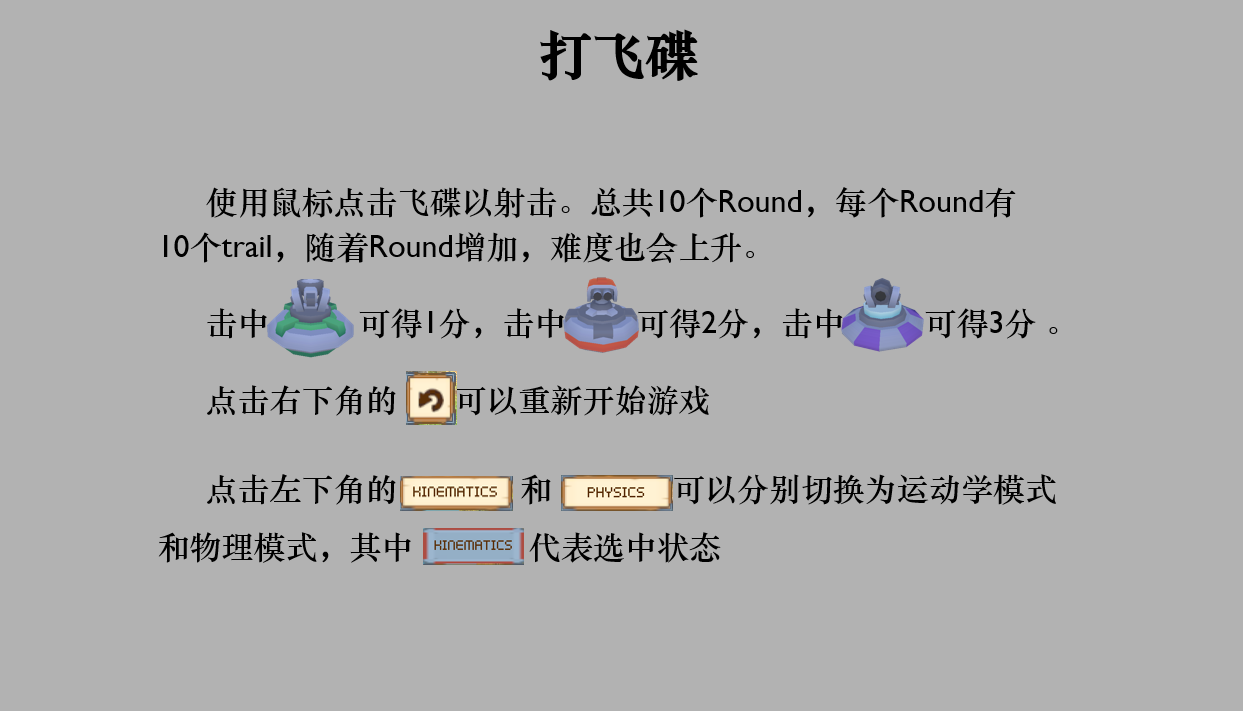 打飞碟
使用鼠标点击飞碟以射击。总共10个Round，每个Round有
10个trail，随着Round增加，难度也会上升。
击中 可得1分，击中 可得2分，击中 可得3分 。
点击右下角的 可以重新开始游戏
点击左下角的 KINEMATICS 和 PHYSICS 可以分别切换为运动学模式
和物理模式，其中 KINEMATICS 代表选中状态